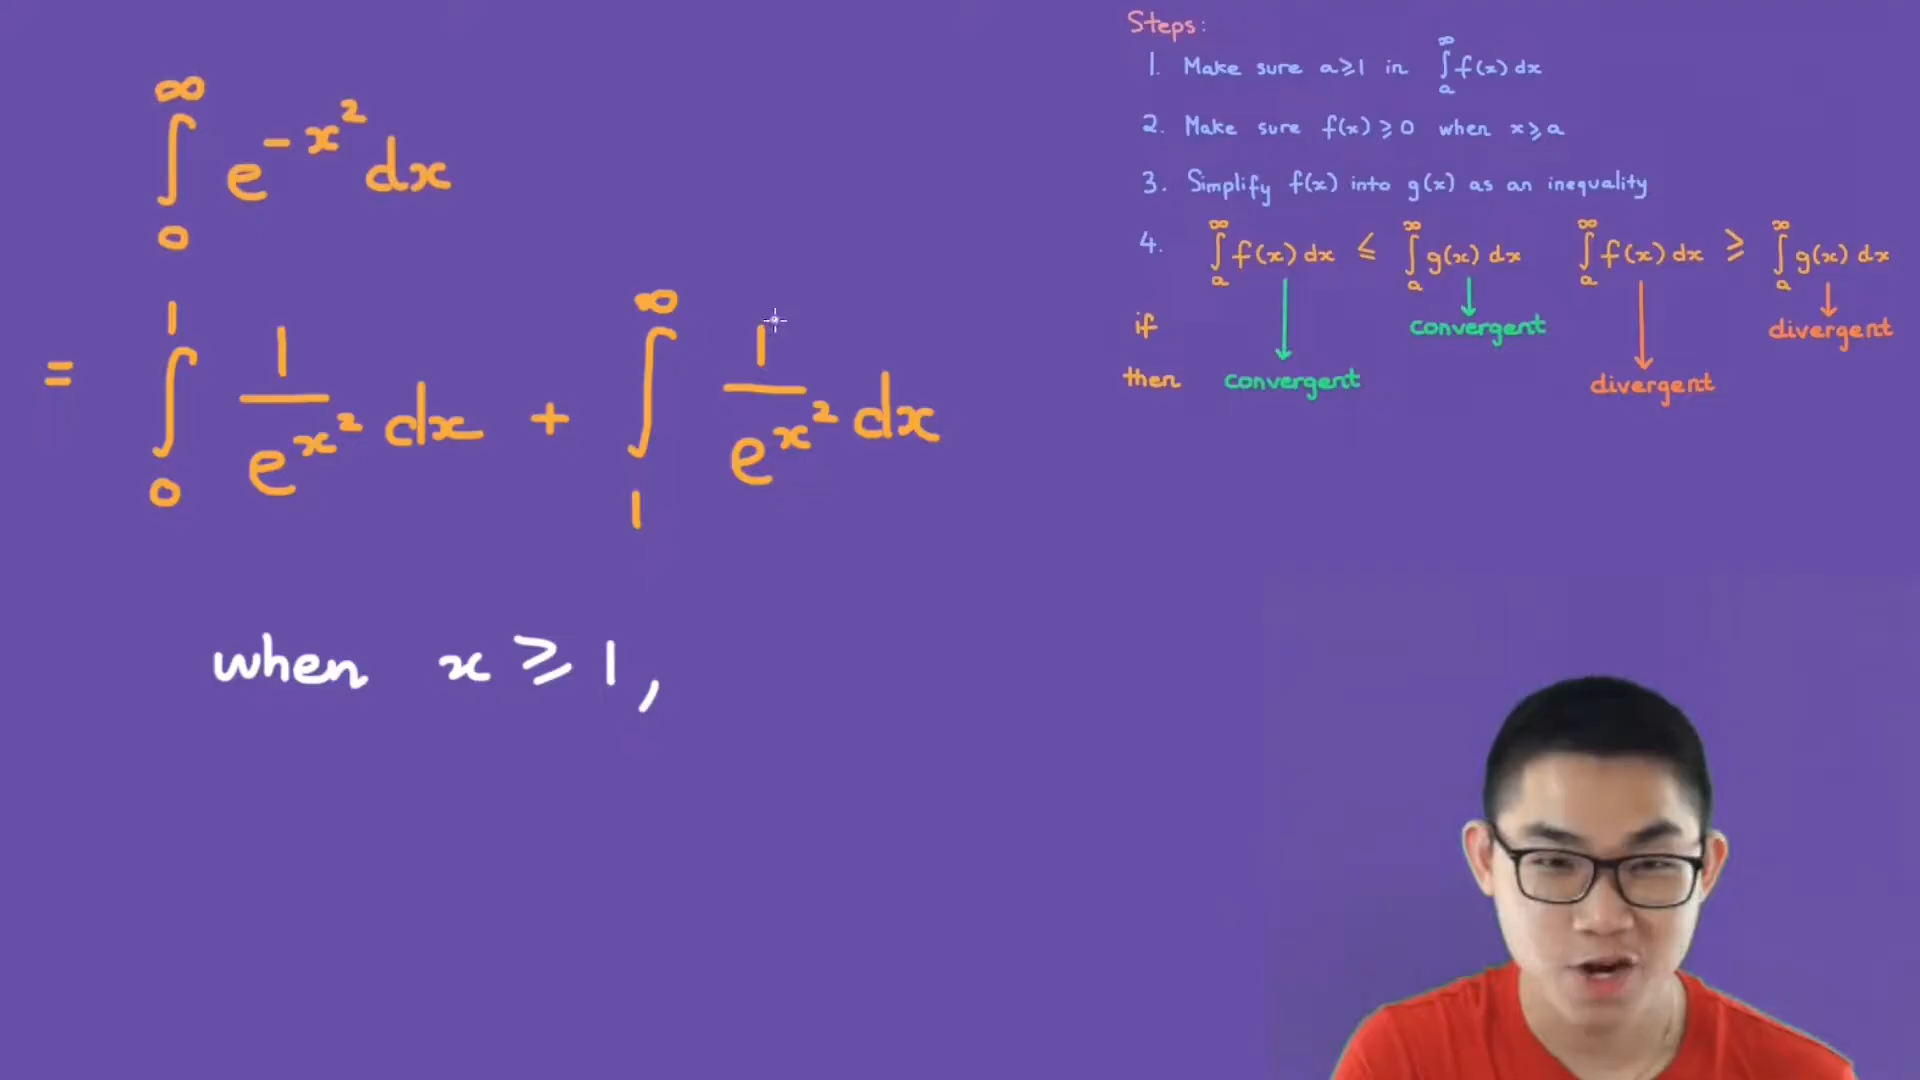 ∫₀^∞ e^{-x²} dx
= ∫₀¹ 1/e^{x²} dx + ∫₁^∞ 1/e^{x²} dx
when x ⩾ 1,
Steps:
1. Make sure a⩾1 in ∫ₐ^∞ f(x) dx
2. Make sure f(x) ⩾ 0 when x⩾a
3. Simplify f(x) into g(x) as an inequality
4. ∫ₐ^∞ f(x) dx ≤ ∫ₐ^∞ g(x) dx ∫ₐ^∞ f(x) dx ⩾ ∫ₐ^∞ g(x) dx
if convergent divergent
then convergent divergent